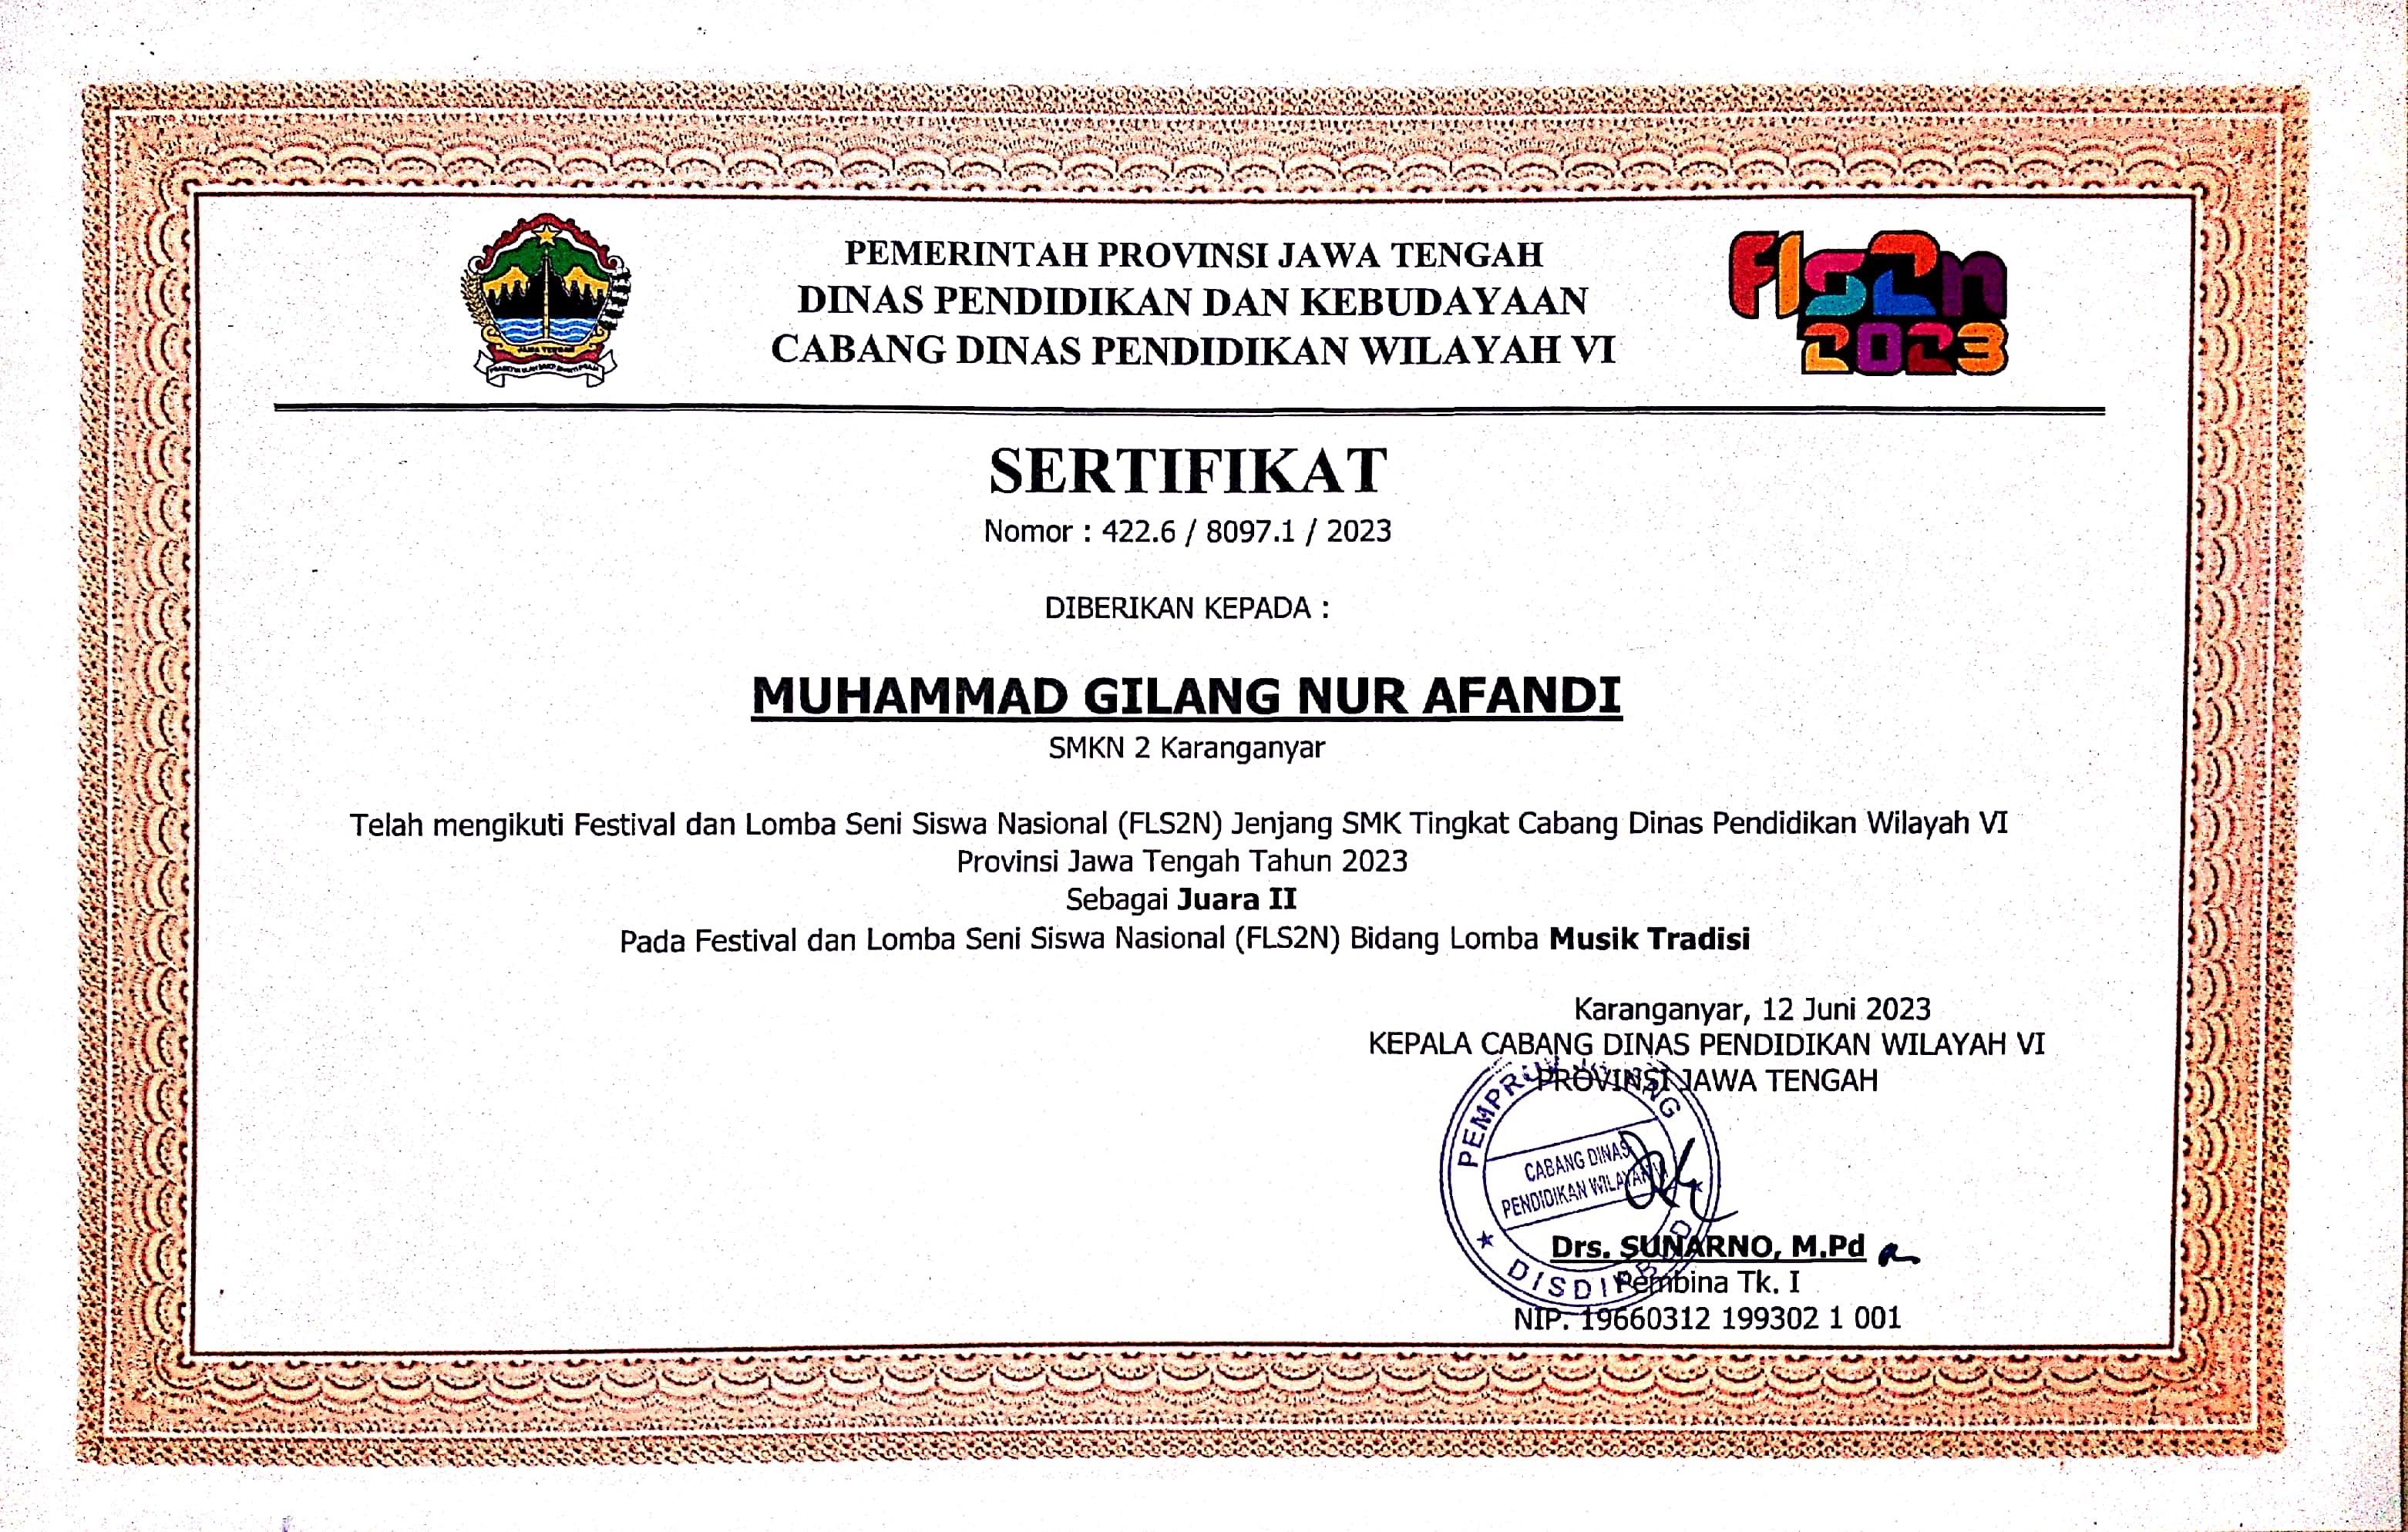 PEMERINTAH PROVINSI JAWA TENGAH
DINAS PENDIDIKAN DAN KEBUDAYAAN
CABANG DINAS PENDIDIKAN WILAYAH VI
JAWA TENGAH
FLS2N
2023
SERTIFIKAT
Nomor : 422.6 / 8097.1 / 2023
DIBERIKAN KEPADA :
MUHAMMAD GILANG NUR AFANDI
SMKN 2 Karanganyar
Telah mengikuti Festival dan Lomba Seni Siswa Nasional (FLS2N) Jenjang SMK Tingkat Cabang Dinas Pendidikan Wilayah VI
Provinsi Jawa Tengah Tahun 2023
Sebagai Juara II
Pada Festival dan Lomba Seni Siswa Nasional (FLS2N) Bidang Lomba Musik Tradisi
Karanganyar, 12 Juni 2023
KEPALA CABANG DINAS PENDIDIKAN WILAYAH VI
PROVINSI JAWA TENGAH
CABANG DINAS
PENDIDIKAN WILAYAH VI
Drs. SUNARNO, M.Pd
Pembina Tk. I
NIP. 19660312 199302 1 001